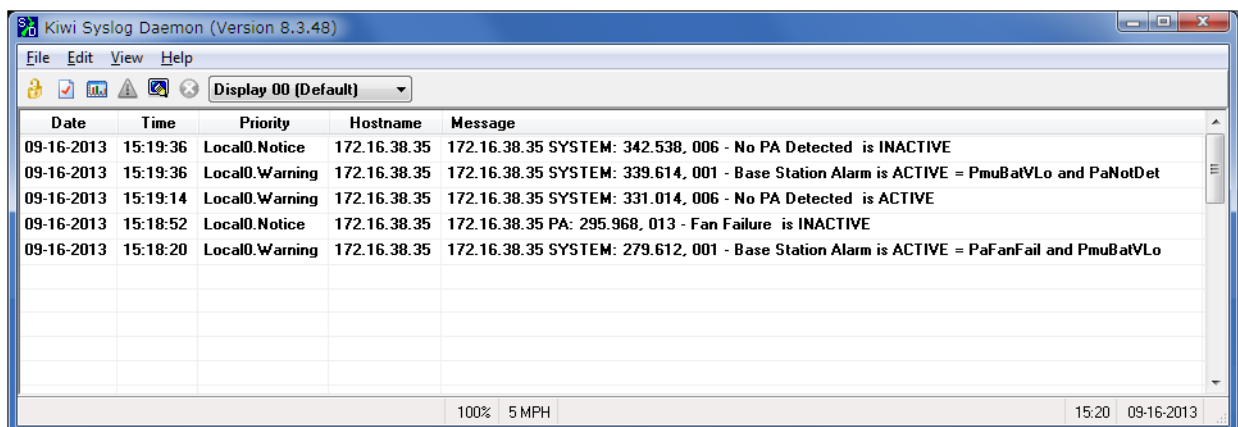 Kiwi Syslog Daemon (Version 8.3.48)
File Edit View Help
Display 00 (Default)
Date Time Priority Hostname Message
09-16-2013 15:19:36 Local0.Notice 172.16.38.35 172.16.38.35 SYSTEM: 342.538, 006 - No PA Detected is INACTIVE
09-16-2013 15:19:36 Local0.Warning 172.16.38.35 172.16.38.35 SYSTEM: 339.614, 001 - Base Station Alarm is ACTIVE = PmuBatVLo and PaNotDet
09-16-2013 15:19:14 Local0.Warning 172.16.38.35 172.16.38.35 SYSTEM: 331.014, 006 - No PA Detected is ACTIVE
09-16-2013 15:18:52 Local0.Notice 172.16.38.35 172.16.38.35 PA: 295.968, 013 - Fan Failure is INACTIVE
09-16-2013 15:18:20 Local0.Warning 172.16.38.35 172.16.38.35 SYSTEM: 279.612, 001 - Base Station Alarm is ACTIVE = PaFanFail and PmuBatVLo
100% 5 MPH 15:20 09-16-2013